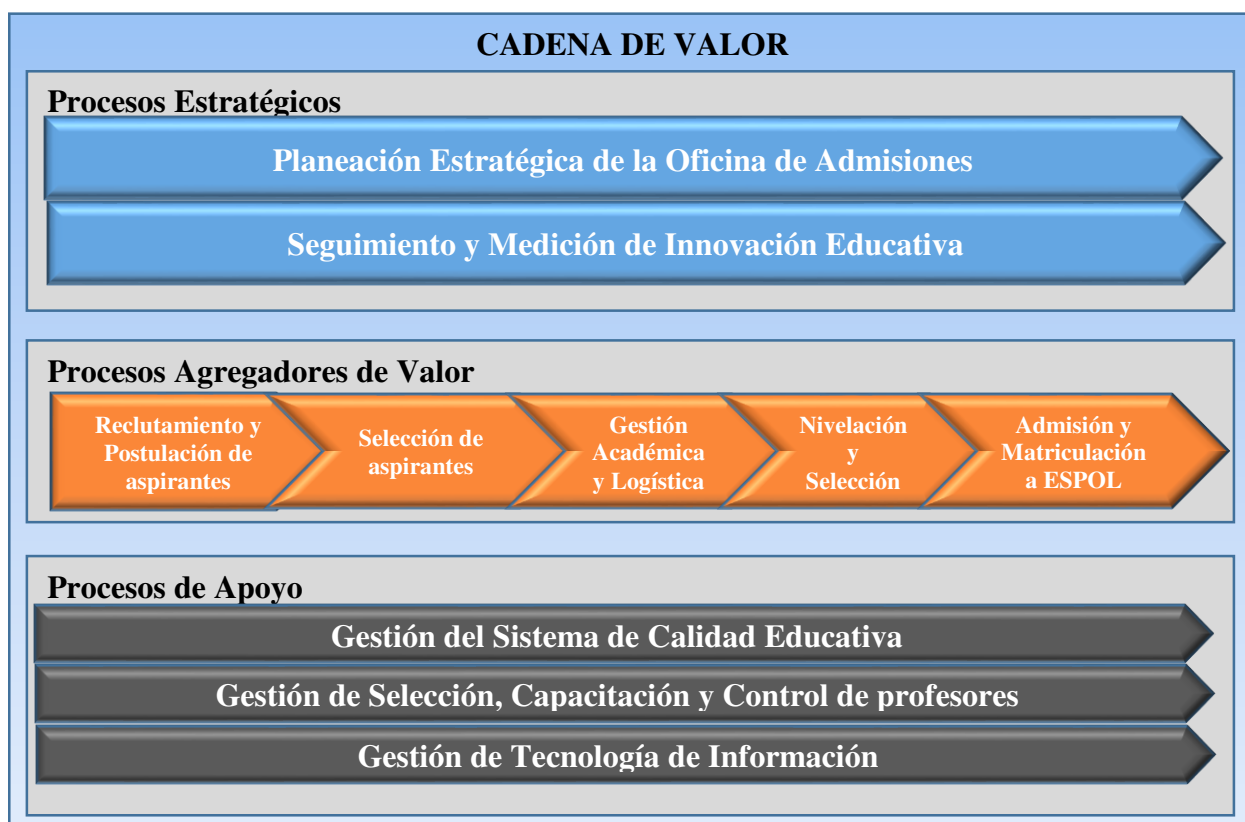 CADENA DE VALOR
Procesos Estratégicos
Planeación Estratégica de la Oficina de Admisiones
Seguimiento y Medición de Innovación Educativa
Procesos Agregadores de Valor
Reclutamiento y
Postulación de
aspirantes
Selección de
aspirantes
Gestión
Académica
y Logística
Nivelación
y
Selección
Admisión y
Matriculación
a ESPOL
Procesos de Apoyo
Gestión del Sistema de Calidad Educativa
Gestión de Selección, Capacitación y Control de profesores
Gestión de Tecnología de Información